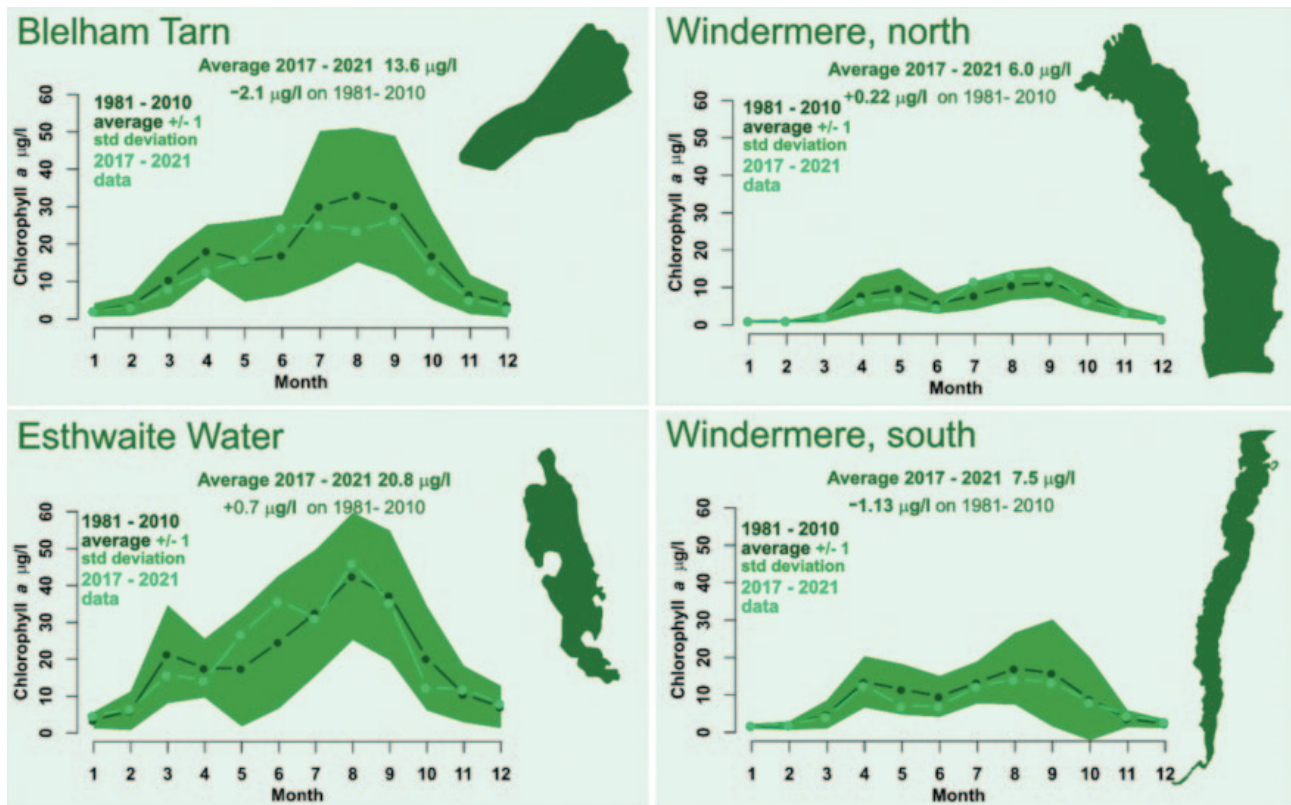 Blelham Tarn
Average 2017 - 2021 13.6 μg/l
−2.1 μg/l on 1981- 2010
1981 - 2010
average +/- 1
std deviation
2017 - 2021
data
Chlorophyll a μg/l
60
50
40
30
20
10
0
1 2 3 4 5 6 7 8 9 10 11 12
Month
Windermere, north
Average 2017 - 2021 6.0 μg/l
+0.22 μg/l on 1981- 2010
1981 - 2010
average +/- 1
std deviation
2017 - 2021
data
Chlorophyll a μg/l
60
50
40
30
20
10
0
1 2 3 4 5 6 7 8 9 10 11 12
Month
Esthwaite Water
Average 2017 - 2021 20.8 μg/l
+0.7 μg/l on 1981- 2010
1981 - 2010
average +/- 1
std deviation
2017 - 2021
data
Chlorophyll a μg/l
60
50
40
30
20
10
0
1 2 3 4 5 6 7 8 9 10 11 12
Month
Windermere, south
Average 2017 - 2021 7.5 μg/l
−1.13 μg/l on 1981- 2010
1981 - 2010
average +/- 1
std deviation
2017 - 2021
data
Chlorophyll a μg/l
60
50
40
30
20
10
0
1 2 3 4 5 6 7 8 9 10 11 12
Month